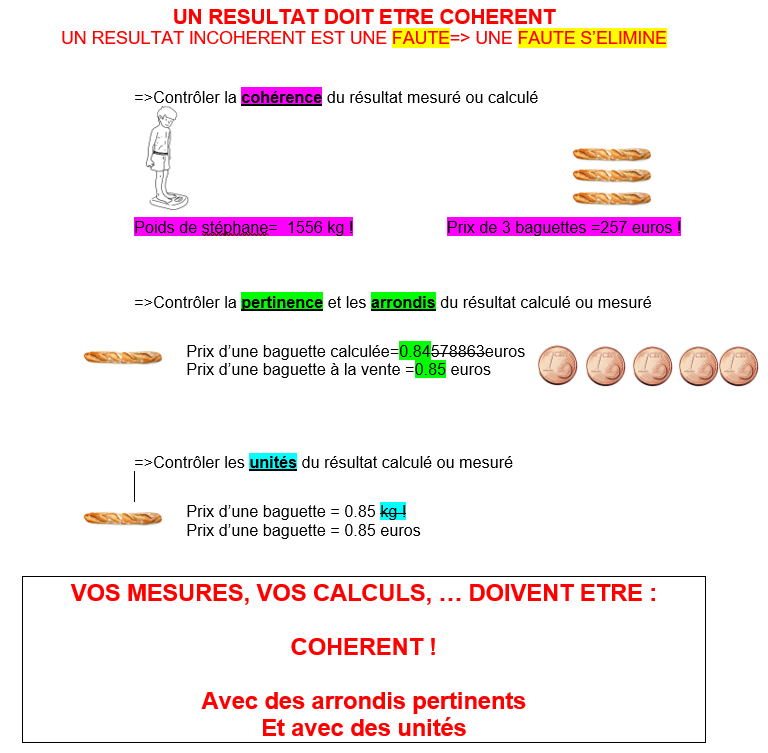 UN RESULTAT DOIT ETRE COHERENT
UN RESULTAT INCOHERENT EST UNE FAUTE=> UNE FAUTE S’ELIMINE
=>Contrôler la cohérence du résultat mesuré ou calculé
Poids de stéphane= 1556 kg !
Prix de 3 baguettes =257 euros !
=>Contrôler la pertinence et les arrondis du résultat calculé ou mesuré
Prix d’une baguette calculée=0.84578863euros
Prix d’une baguette à la vente =0.85 euros
=>Contrôler les unités du résultat calculé ou mesuré
Prix d’une baguette = 0.85 kg !
Prix d’une baguette = 0.85 euros
VOS MESURES, VOS CALCULS, … DOIVENT ETRE :
COHERENT !
Avec des arrondis pertinents
Et avec des unités